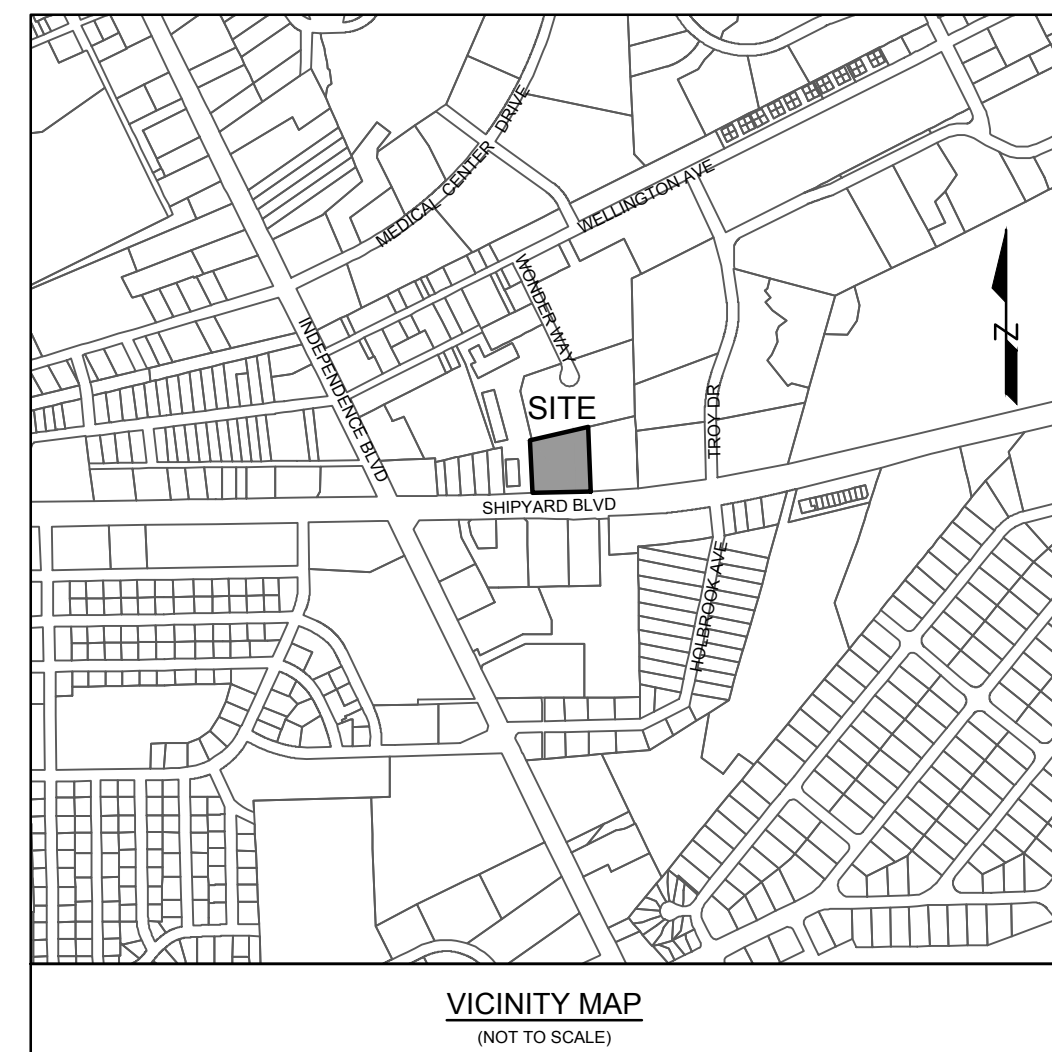 MEDICAL CENTER DRIVE
WELLINGTON AVE
WONDER WAY
INDEPENDENCE BLVD
N
SITE
TROY DR
SHIPYARD BLVD
HOLBROOK AVE
VICINITY MAP
(NOT TO SCALE)